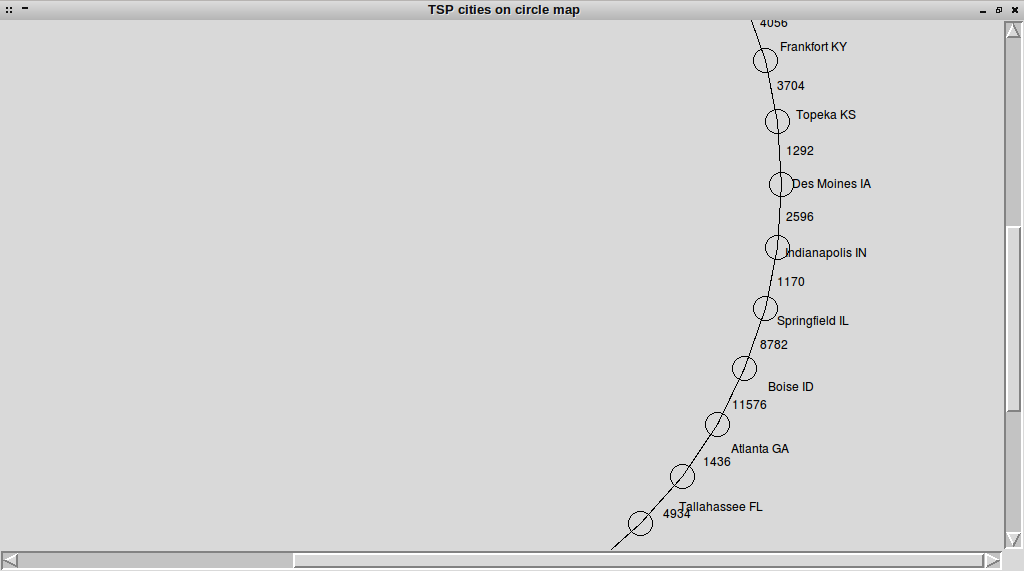 TSP cities on circle map
4056
Frankfort KY
3704
Topeka KS
1292
Des Moines IA
2596
Indianapolis IN
1170
Springfield IL
8782
Boise ID
11576
Atlanta GA
1436
Tallahassee FL
4934